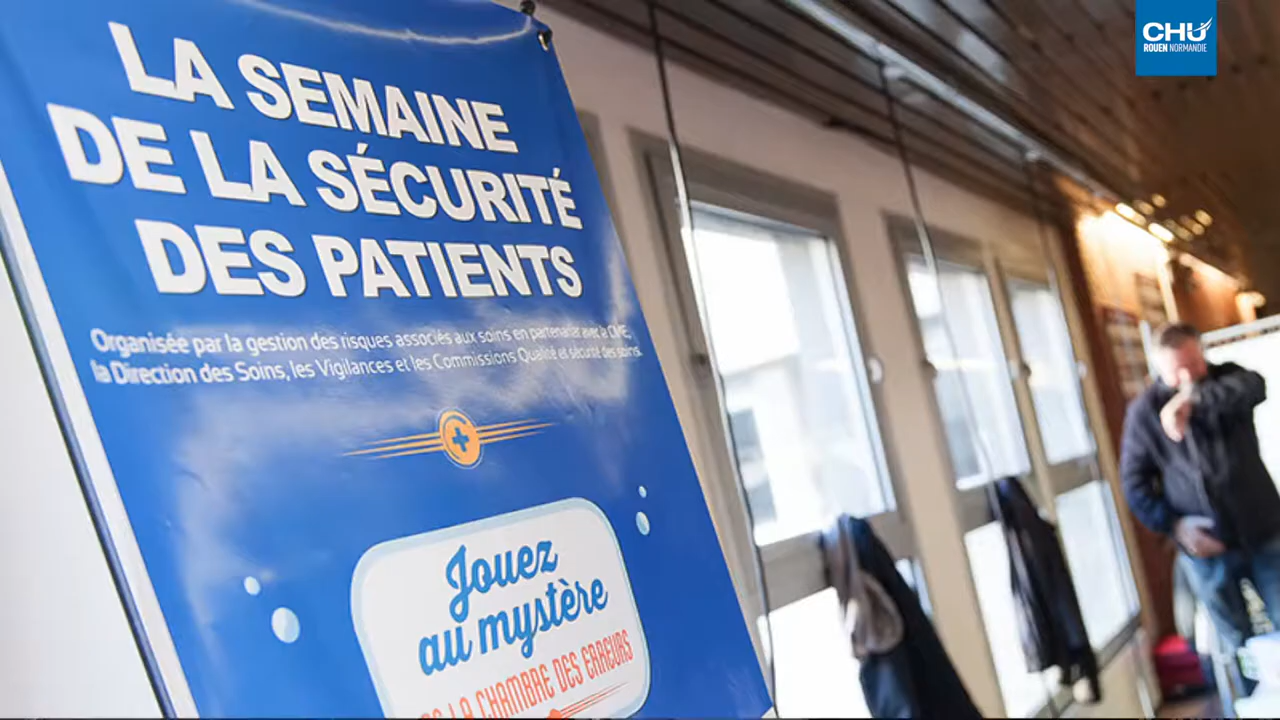 CHU
ROUEN NORMANDIE
LA SEMAINE
DE LA SÉCURITÉ
DES PATIENTS
Organisée par la gestion des risques associés aux soins en partenariat avec la CME,
la Direction des Soins, les Vigilances et les Commissions Qualité et sécurité des soins.
Jouez
au mystère
LA CHAMBRE DES ERREURS